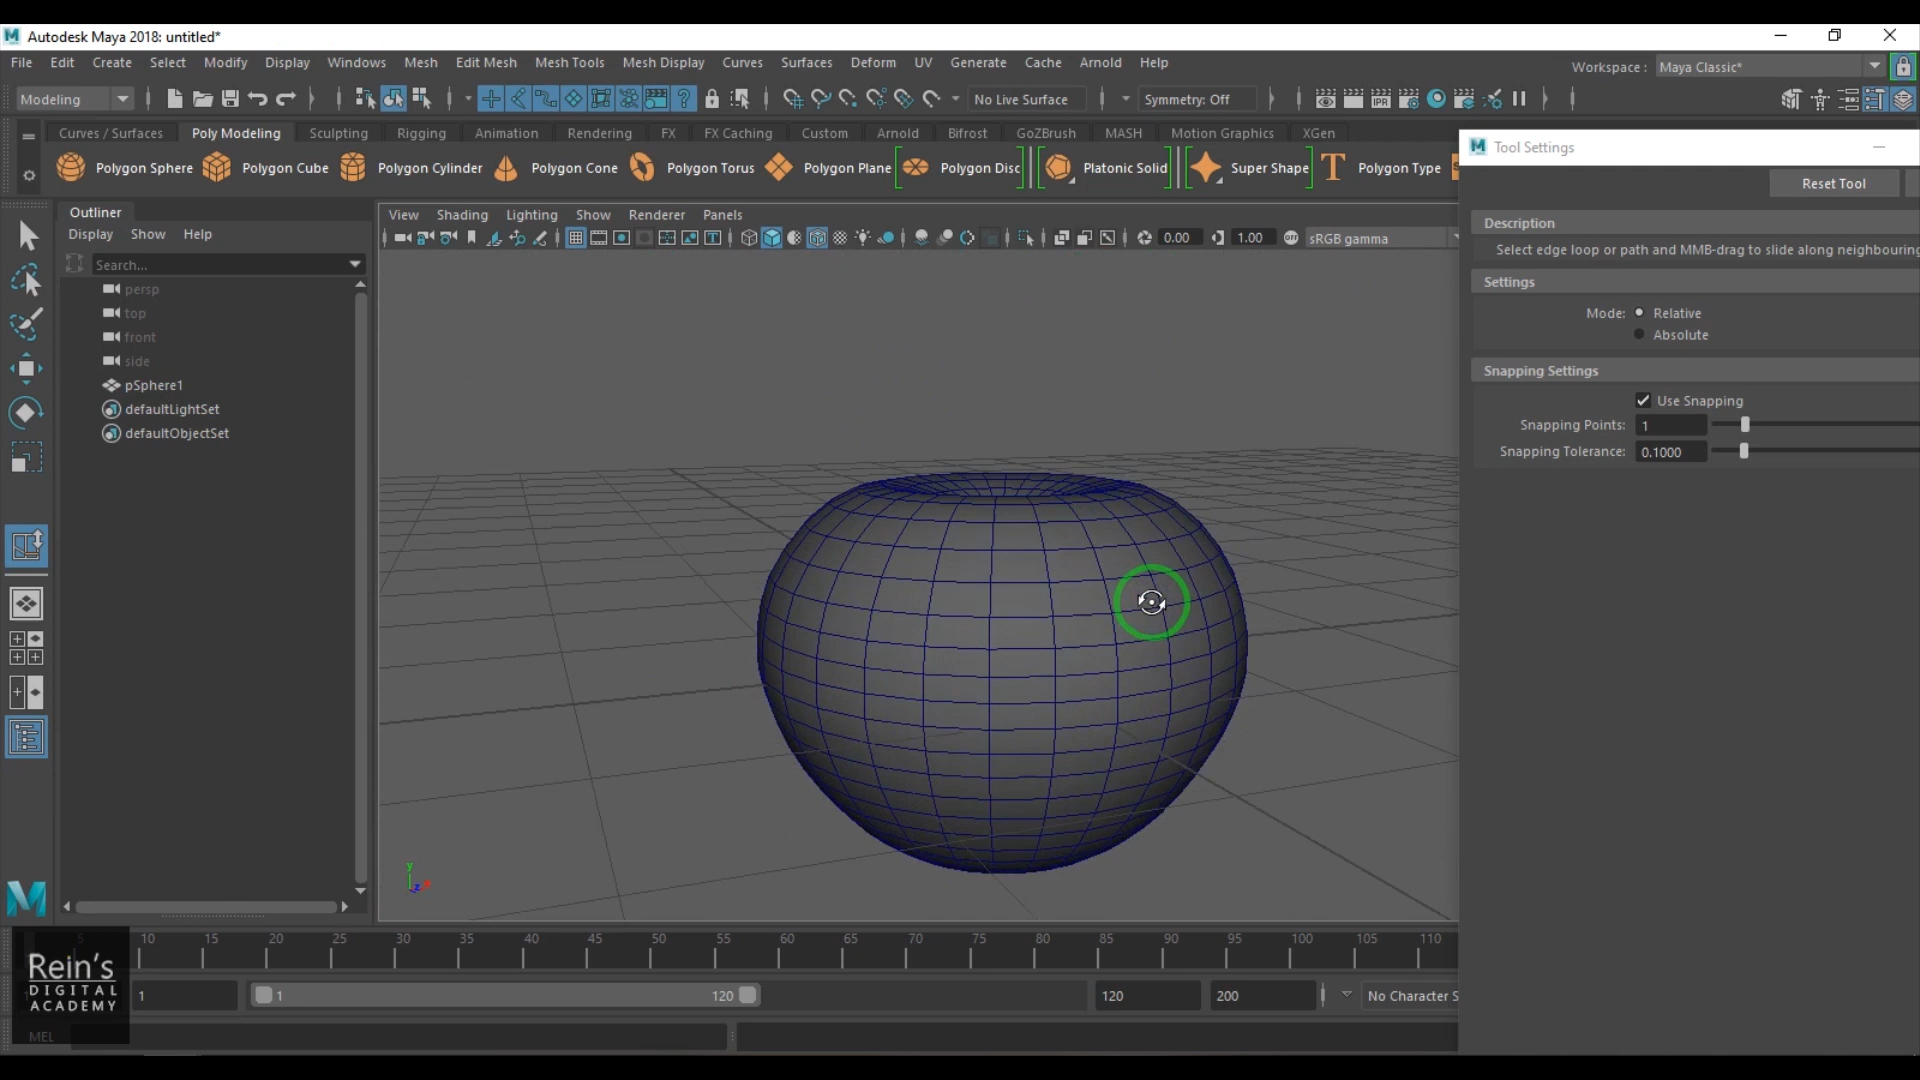 Autodesk Maya 2018: untitled*
File Edit Create Select Modify Display Windows Mesh Edit Mesh Mesh Tools Mesh Display Curves Surfaces Deform UV Generate Cache Arnold Help
Workspace : Maya Classic*
Modeling No Live Surface Symmetry: Off
IPR
Curves / Surfaces Poly Modeling Sculpting Rigging Animation Rendering FX FX Caching Custom Arnold Bifrost GoZBrush MASH Motion Graphics XGen
Polygon Sphere Polygon Cube Polygon Cylinder Polygon Cone Polygon Torus Polygon Plane Polygon Disc Platonic Solid Super Shape Polygon Type
Tool Settings
Reset Tool
Description
Select edge loop or path and MMB-drag to slide along neighbouring
Settings
Mode: Relative
Absolute
Snapping Settings
Use Snapping
Snapping Points: 1
Snapping Tolerance: 0.1000
Outliner
Display Show Help
Search...
persp
top
front
side
pSphere1
defaultLightSet
defaultObjectSet
View Shading Lighting Show Renderer Panels
0.00 1.00 sRGB gamma
y
z x
5 10 15 20 25 30 35 40 45 50 55 60 65 70 75 80 85 90 95 100 105 110
Rein's
DIGITAL
ACADEMY
1 1 120 120 200 No Character S
MEL